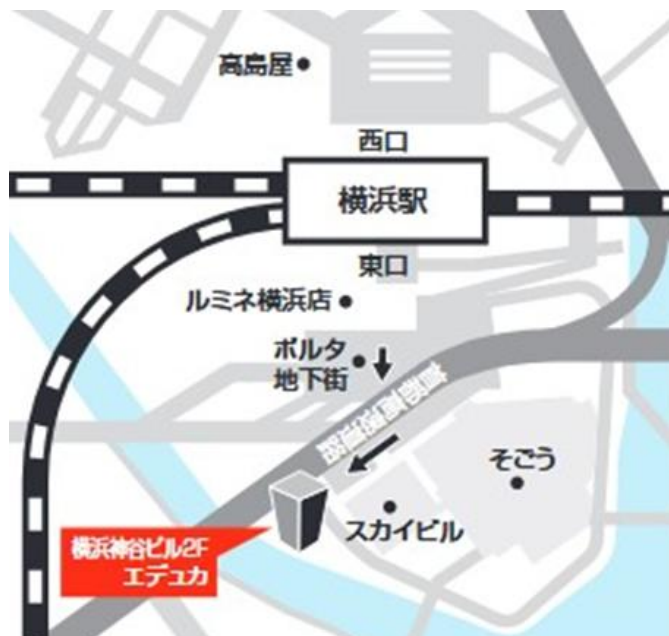 高島屋
西口
横浜駅
東口
ルミネ横浜店
ポルタ
地下街
そごう
スカイビル
横浜神谷ビル2F
エデュカ